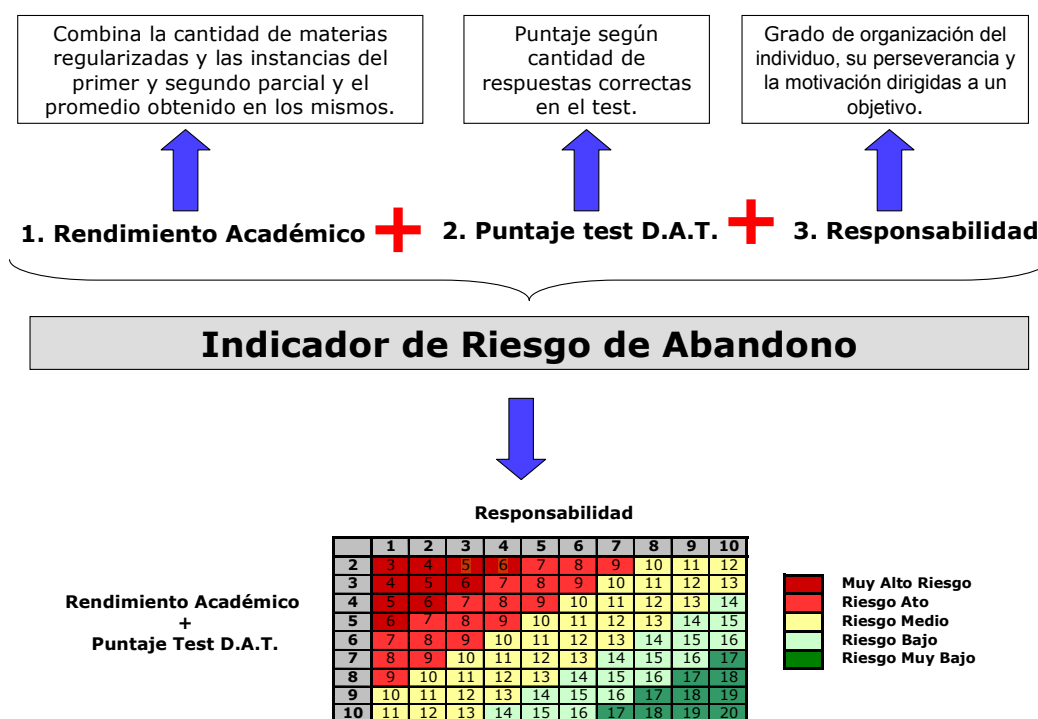 Combina la cantidad de materias
regularizadas y las instancias del
primer y segundo parcial y el
promedio obtenido en los mismos.
Puntaje según
cantidad de
respuestas correctas
en el test.
Grado de organización del
individuo, su perseverancia y
la motivación dirigidas a un
objetivo.
1. Rendimiento Académico + 2. Puntaje test D.A.T. + 3. Responsabilidad
Indicador de Riesgo de Abandono
Responsabilidad
1 2 3 4 5 6 7 8 9 10
2 3 4 5 6 7 8 9 10 11 12
3 4 5 6 7 8 9 10 11 12 13
4 5 6 7 8 9 10 11 12 13 14
5 6 7 8 9 10 11 12 13 14 15
6 7 8 9 10 11 12 13 14 15 16
7 8 9 10 11 12 13 14 15 16 17
8 9 10 11 12 13 14 15 16 17 18
9 10 11 12 13 14 15 16 17 18 19
10 11 12 13 14 15 16 17 18 19 20
Rendimiento Académico
+
Puntaje Test D.A.T.
Muy Alto Riesgo
Riesgo Ato
Riesgo Medio
Riesgo Bajo
Riesgo Muy Bajo